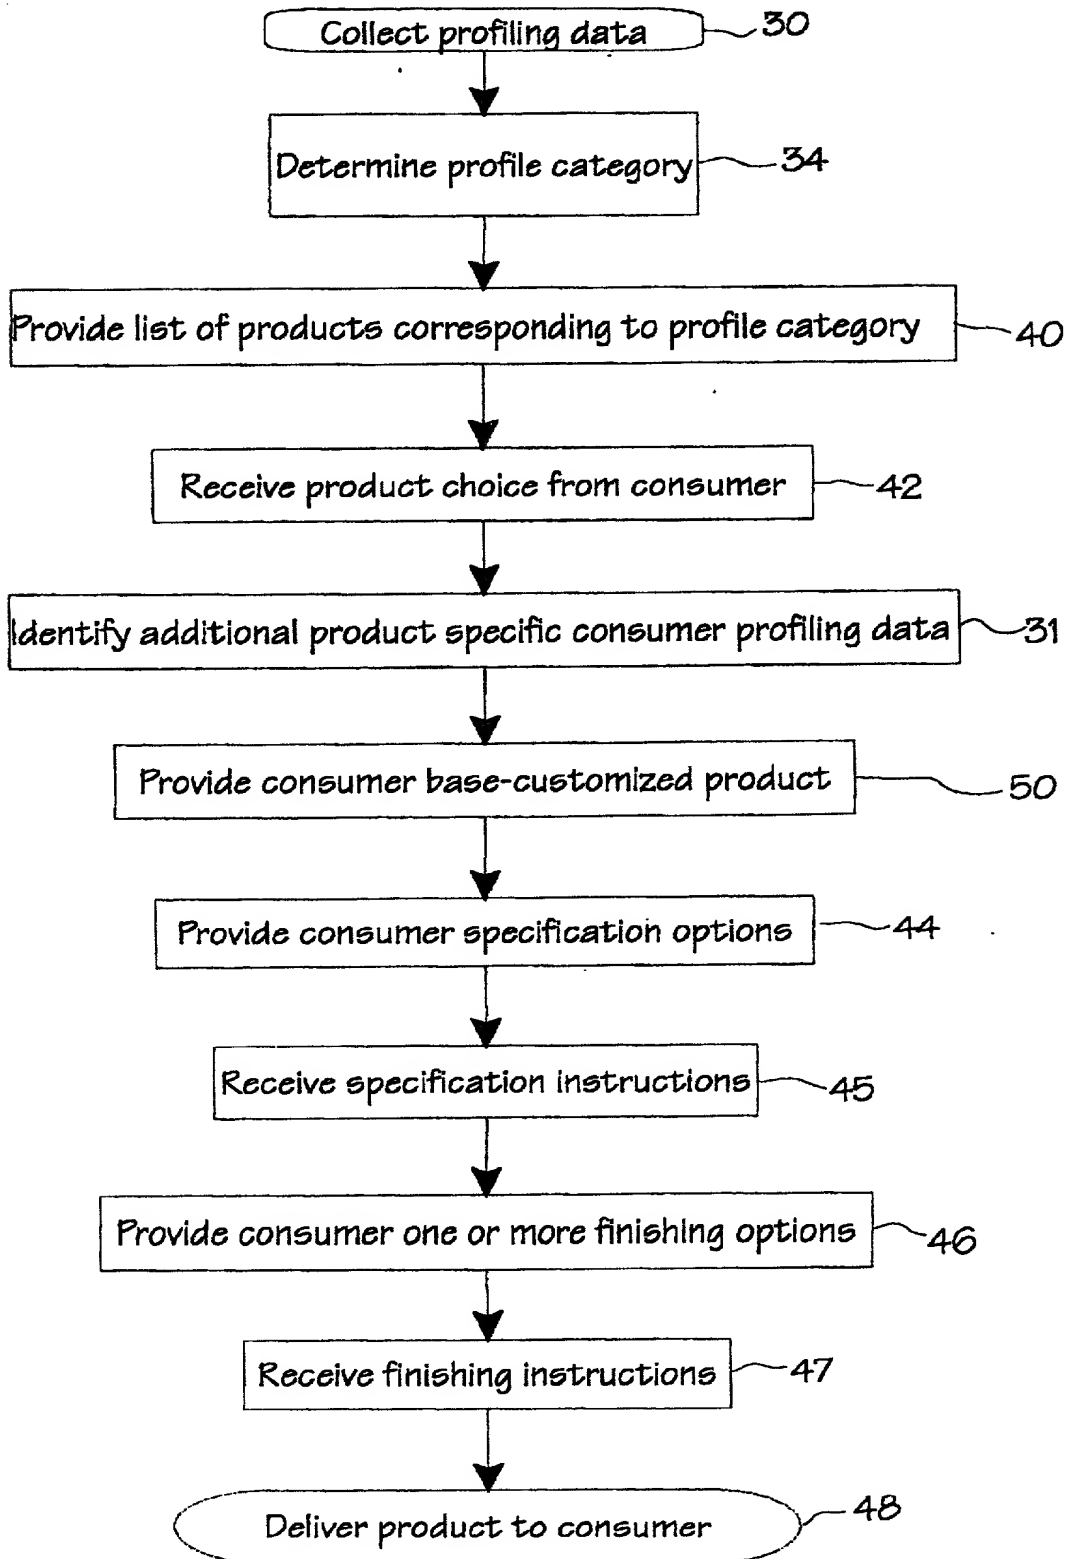 Collect profiling data 30
Determine profile category 34
Provide list of products corresponding to profile category 40
Receive product choice from consumer 42
Identify additional product specific consumer profiling data 31
Provide consumer base-customized product 50
Provide consumer specification options 44
Receive specification instructions 45
Provide consumer one or more finishing options 46
Receive finishing instructions 47
Deliver product to consumer 48